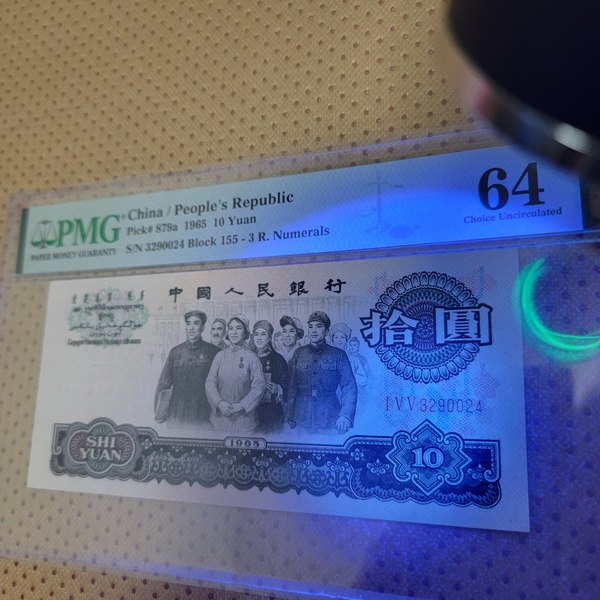 PMG
PAPER MONEY GUARANTY
China / People's Republic
Pick# 879a 1965 10 Yuan
S/N 3290024 Block 155 - 3 R. Numerals
64
Choice Uncirculated
中國人民銀行
拾圓
I V V 3290024
SHI
YUAN
1965
10